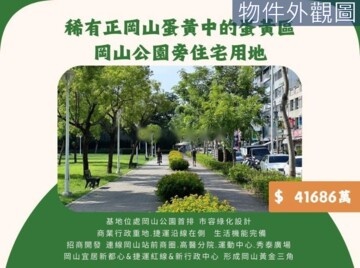 物件外觀圖
稀有正岡山蛋黃中的蛋黃區
岡山公園旁住宅用地
$ 41686萬
基地位處岡山公園首排 市容綠化設計
商業行政重地.捷運沿線在側 生活機能完備
招商開發 連線岡山站前商圈.高醫分院.運動中心.秀泰廣場
岡山宜居新都心&捷運紅線&新行政中心 形成岡山黃金三角